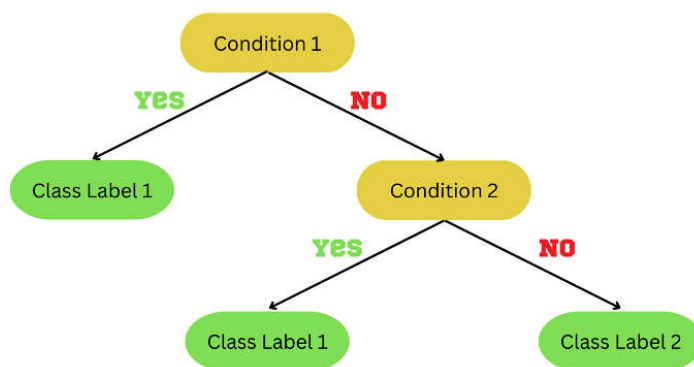 Condition 1
Yes
No
Class Label 1
Condition 2
Yes
No
Class Label 1
Class Label 2